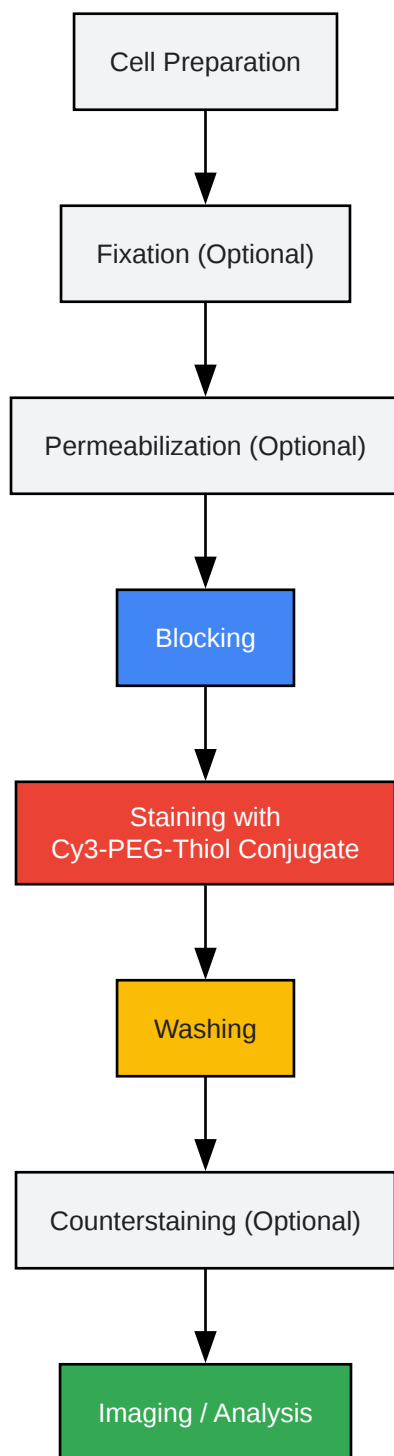 Cell Preparation
Fixation (Optional)
Permeabilization (Optional)
Blocking
Staining with
Cy3-PEG-Thiol Conjugate
Washing
Counterstaining (Optional)
Imaging / Analysis